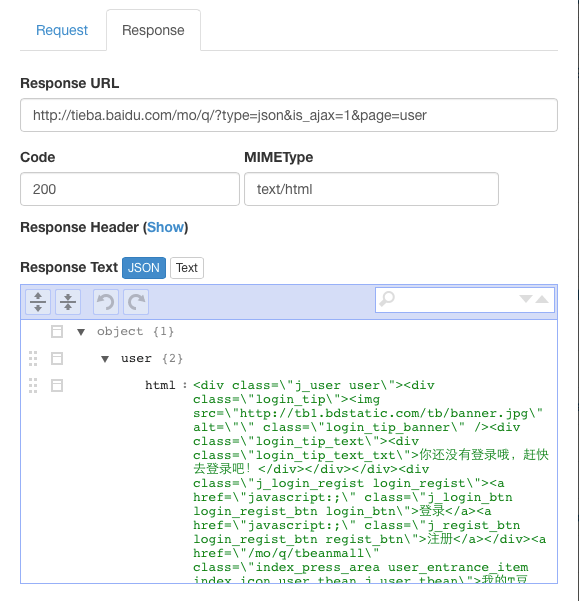 Request Response
Response URL
http://tieba.baidu.com/mo/q/?type=json&is_ajax=1&page=user
Code MIMEType
200 text/html
Response Header (Show)
Response Text JSON Text
object {1}
user {2}
html : <div class=\"j_user user\"><div
class=\"login_tip\"><img
src=\"http://tb1.bdstatic.com/tb/banner.jpg\"
alt=\"\" class=\"login_tip_banner\" /><div
class=\"login_tip_text\"><div
class=\"login_tip_text_txt\">你还没有登录哦，赶快
去登录吧！</div></div></div><div
class=\"j_login_regist login_regist\"><a
href=\"javascript:;\" class=\"j_login_btn
login_regist_btn login_btn\">登录</a><a
href=\"javascript:;\" class=\"j_regist_btn
login_regist_btn regist_btn\">注册</a></div><a
href=\"/mo/q/tbeanmall\"
class=\"index_press_area user_entrance_item
index_icon_user_tbean j_user_tbean\">我的T豆